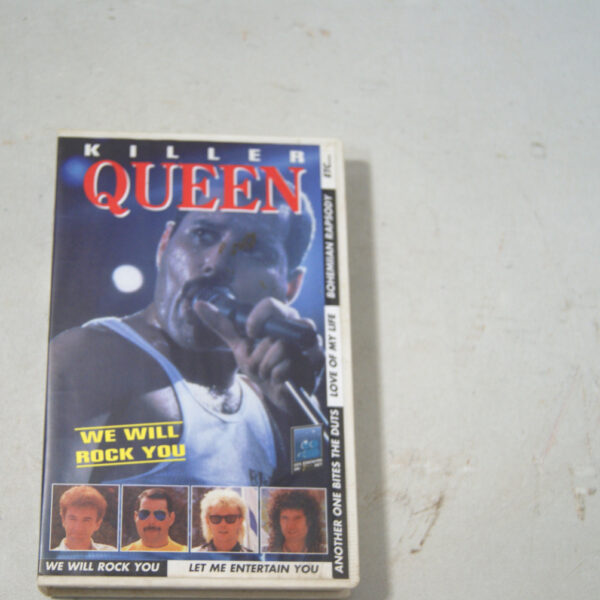 KILLER
QUEEN
WE WILL
ROCK YOU
WE WILL ROCK YOU
LET ME ENTERTAIN YOU
ANOTHER ONE BITES THE DUTS
LOVE OF MY LIFE
BOHEMIIAN RAPSODY
ETC...